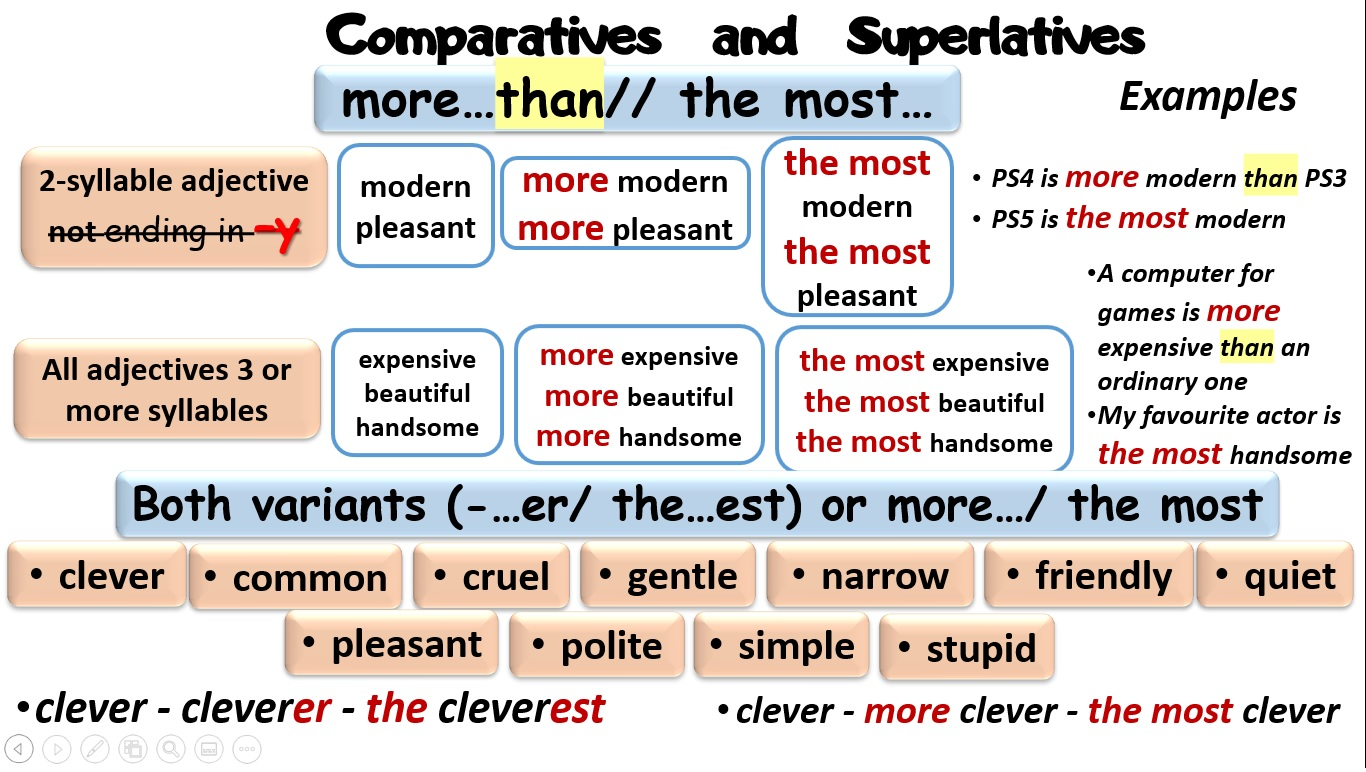 Comparatives and Superlatives
more…than// the most…
Examples
2-syllable adjective
not ending in -y
modern
pleasant
more modern
more pleasant
the most
modern
the most
pleasant
• PS4 is more modern than PS3
• PS5 is the most modern
•A computer for
games is more
expensive than an
ordinary one
•My favourite actor is
the most handsome
All adjectives 3 or
more syllables
expensive
beautiful
handsome
more expensive
more beautiful
more handsome
the most expensive
the most beautiful
the most handsome
Both variants (-…er/ the…est) or more…/ the most
• clever
• common
• cruel
• gentle
• narrow
• friendly
• quiet
• pleasant
• polite
• simple
• stupid
•clever - cleverer - the cleverest
•clever - more clever - the most clever